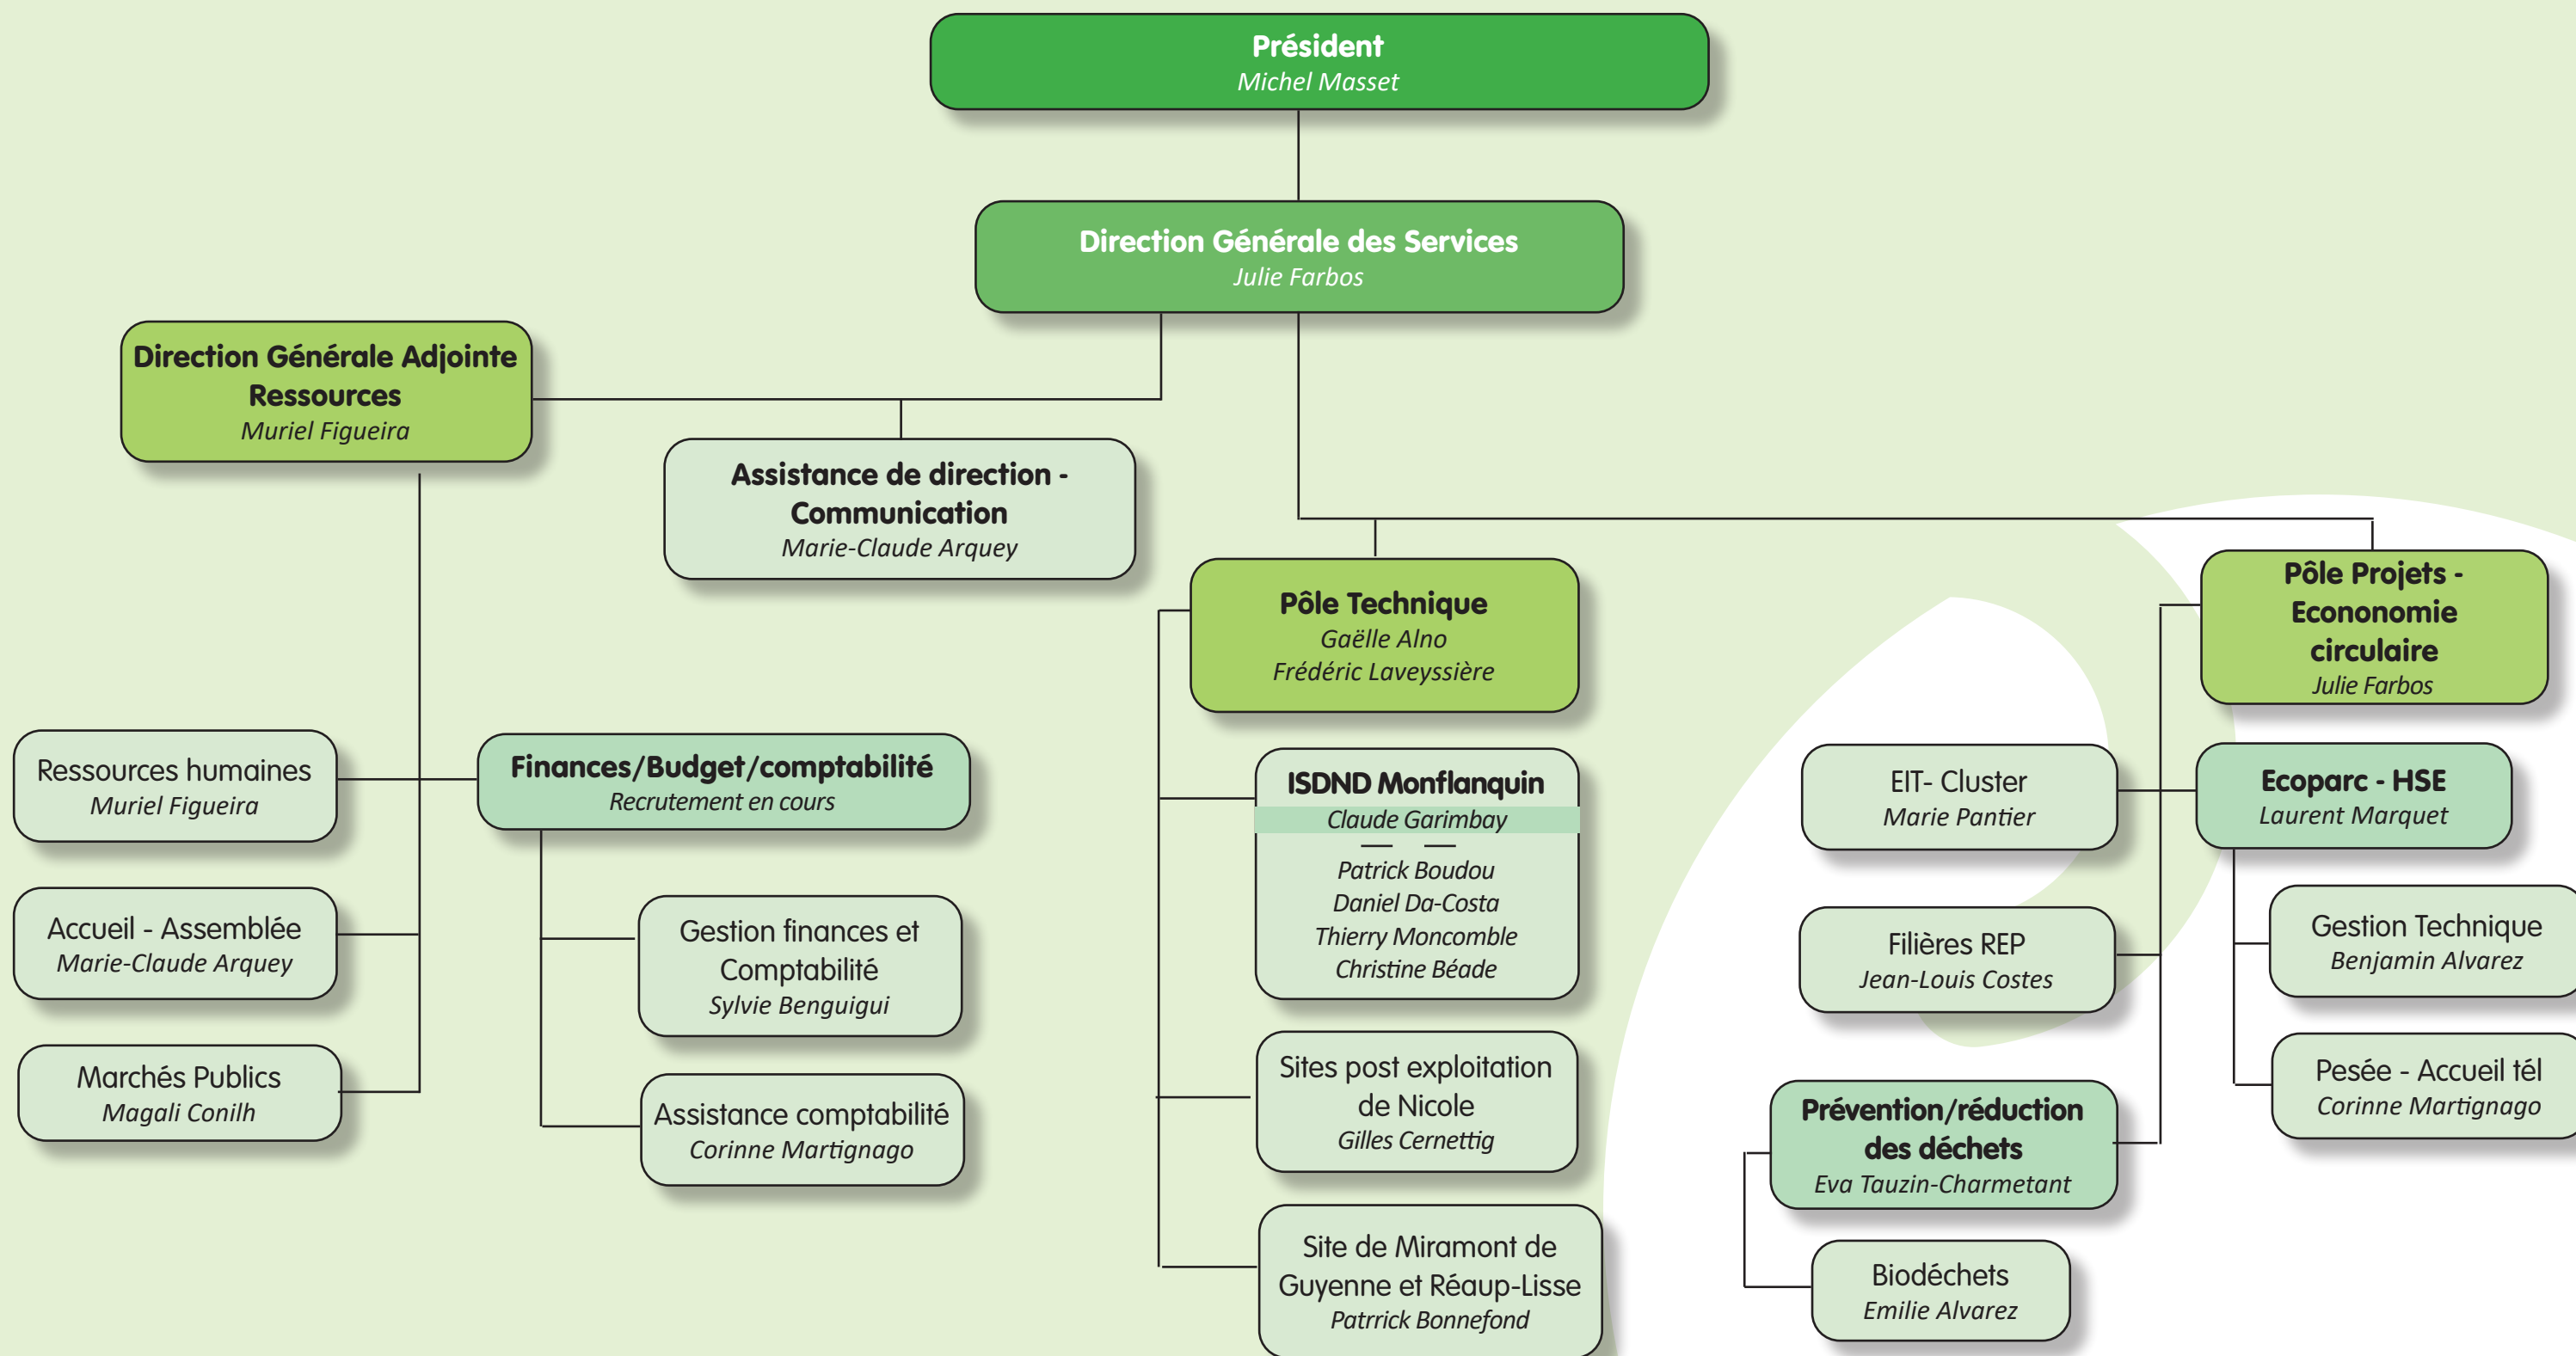 Président
Michel Masset
Direction Générale des Services
Julie Farbos
Direction Générale Adjointe
Ressources
Muriel Figueira
Assistance de direction -
Communication
Marie-Claude Arquey
Ressources humaines
Muriel Figueira
Accueil - Assemblée
Marie-Claude Arquey
Marchés Publics
Magali Conilh
Finances/Budget/comptabilité
Recrutement en cours
Gestion finances et
Comptabilité
Sylvie Benguigui
Assistance comptabilité
Corinne Martignago
Pôle Technique
Gaëlle Alno
Frédéric Laveyssière
ISDND Monflanquin
Claude Garimbay
Patrick Boudou
Daniel Da-Costa
Thierry Moncomble
Christine Béade
Sites post exploitation
de Nicole
Gilles Cernettig
Site de Miramont de
Guyenne et Réaup-Lisse
Patrrick Bonnefond
Pôle Projets -
Econonomie
circulaire
Julie Farbos
EIT- Cluster
Marie Pantier
Filières REP
Jean-Louis Costes
Prévention/réduction
des déchets
Eva Tauzin-Charmetant
Biodéchets
Emilie Alvarez
Ecoparc - HSE
Laurent Marquet
Gestion Technique
Benjamin Alvarez
Pesée - Accueil tél
Corinne Martignago